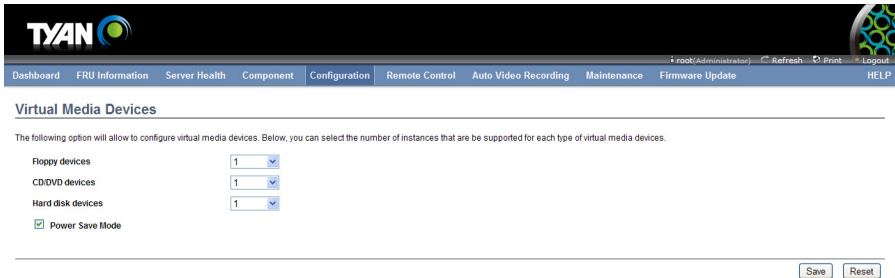 TYAN
root(Administrator) Refresh Print Logout
Dashboard FRU Information Server Health Component Configuration Remote Control Auto Video Recording Maintenance Firmware Update HELP
Virtual Media Devices
The following option will allow to configure virtual media devices. Below, you can select the number of instances that are supported for each type of virtual media devices.
Floppy devices 1
CD/DVD devices 1
Hard disk devices 1
Power Save Mode
Save Reset